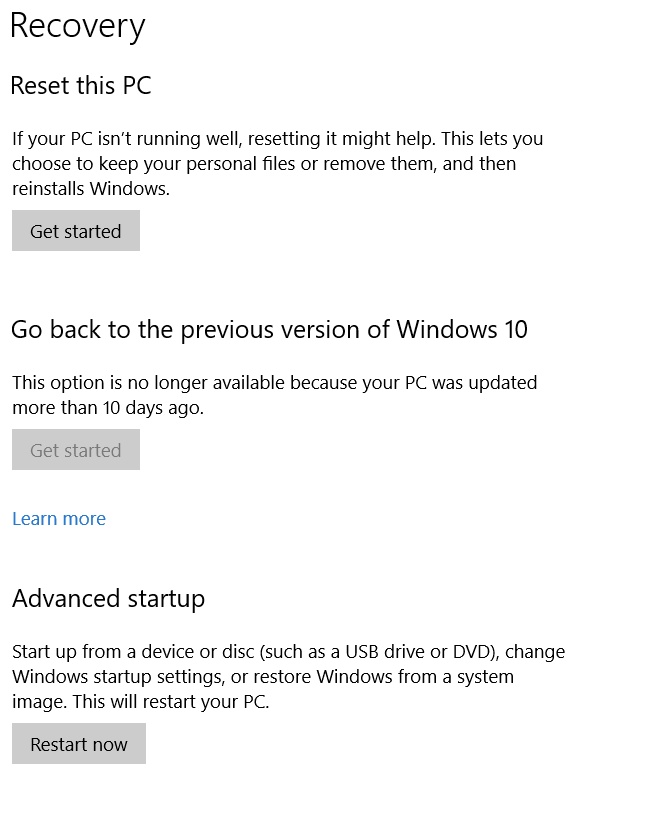 Recovery
Reset this PC
If your PC isn’t running well, resetting it might help. This lets you
choose to keep your personal files or remove them, and then
reinstalls Windows.
Get started
Go back to the previous version of Windows 10
This option is no longer available because your PC was updated
more than 10 days ago.
Get started
Learn more
Advanced startup
Start up from a device or disc (such as a USB drive or DVD), change
Windows startup settings, or restore Windows from a system
image. This will restart your PC.
Restart now